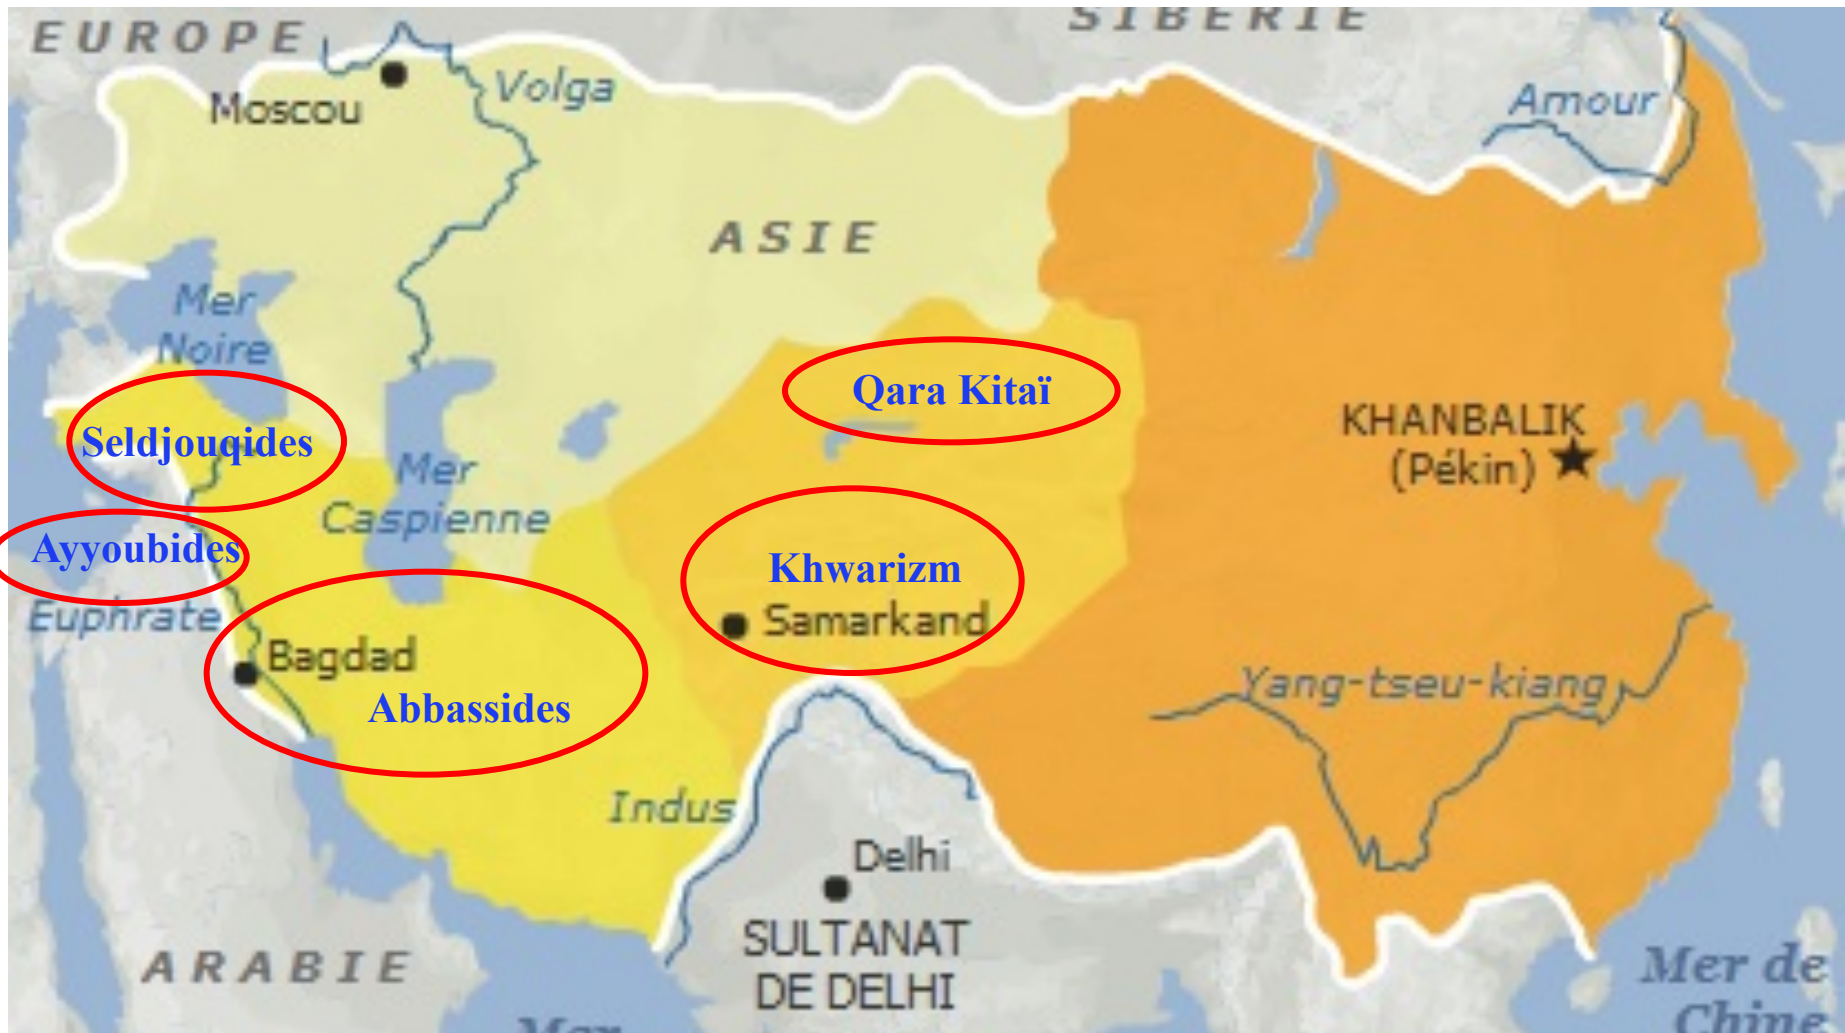 EUROPE
SIBERIE
Moscou
Volga
Amour
ASIE
Mer
Noire
Qara Kitaï
Seldjouqides
KHANBALIK
(Pékin)
Mer
Caspienne
Ayyoubides
Khwarizm
Euphrate
Samarkand
Bagdad
Abbassides
Yang-tseu-kiang
Indus
Delhi
SULTANAT
DE DELHI
ARABIE
Mer de
Chine
Mer